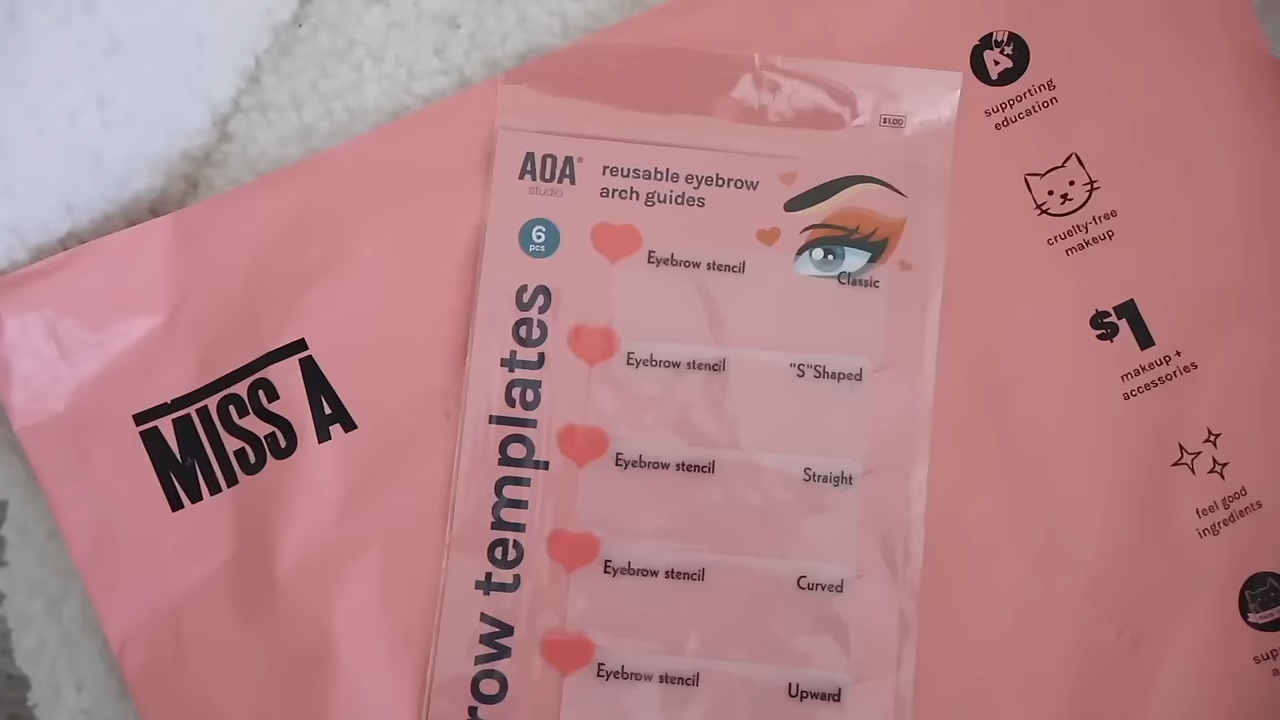 MISS A
$1.00
AOA®
studio
reusable eyebrow
arch guides
6
pcs
row templates
Eyebrow stencil Classic
Eyebrow stencil "S"Shaped
Eyebrow stencil Straight
Eyebrow stencil Curved
Eyebrow stencil Upward
A+
supporting
education
cruelty-free
makeup
$1
makeup +
accessories
feel good
ingredients
sup